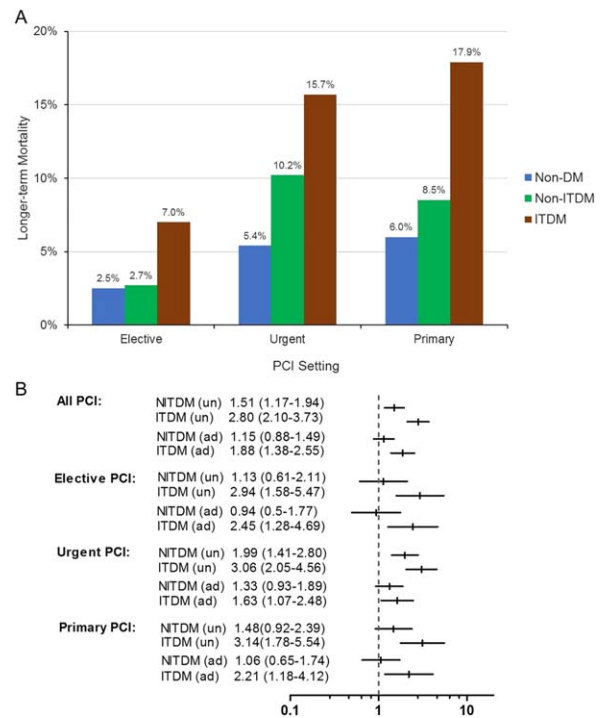 A
20%
15%
10%
5%
0%
Longer-term Mortality
2.5%
2.7%
7.0%
5.4%
10.2%
15.7%
6.0%
8.5%
17.9%
Elective
Urgent
Primary
PCI Setting
Non-DM
Non-ITDM
ITDM
B
All PCI:
NITDM (un) 1.51 (1.17-1.94)
ITDM (un) 2.80 (2.10-3.73)
NITDM (ad) 1.15 (0.88-1.49)
ITDM (ad) 1.88 (1.38-2.55)
Elective PCI:
NITDM (un) 1.13 (0.61-2.11)
ITDM (un) 2.94 (1.58-5.47)
NITDM (ad) 0.94 (0.5-1.77)
ITDM (ad) 2.45 (1.28-4.69)
Urgent PCI:
NITDM (un) 1.99 (1.41-2.80)
ITDM (un) 3.06 (2.05-4.56)
NITDM (ad) 1.33 (0.93-1.89)
ITDM (ad) 1.63 (1.07-2.48)
Primary PCI:
NITDM (un) 1.48(0.92-2.39)
ITDM (un) 3.14(1.78-5.54)
NITDM (ad) 1.06 (0.65-1.74)
ITDM (ad) 2.21 (1.18-4.12)
0.1 1 10